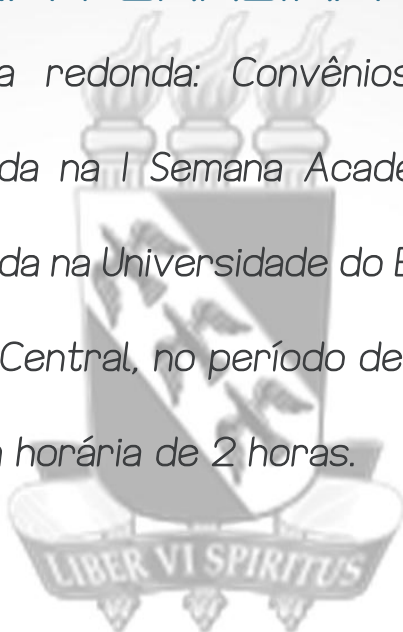 a redonda: Convênios
da na I Semana Acade
da na Universidade do E
Central, no período de
a horária de 2 horas.
LIBER VI SPIRITUS